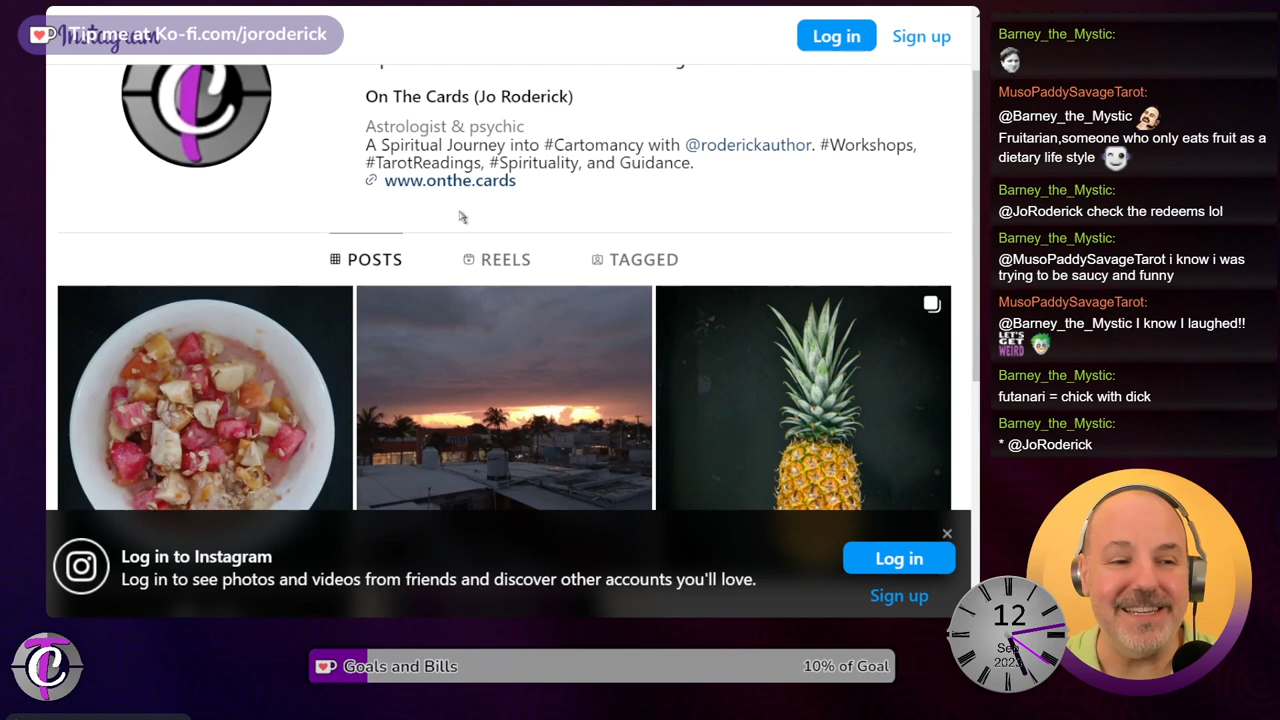 Tip me at Ko-fi.com/joroderick
Instagram
Log in
Sign up
On The Cards (Jo Roderick)
Astrologist & psychic
A Spiritual Journey into #Cartomancy with @roderickauthor. #Workshops,
#TarotReadings, #Spirituality, and Guidance.
www.onthe.cards
POSTS
REELS
TAGGED
Log in to Instagram
Log in to see photos and videos from friends and discover other accounts you'll love.
Log in
Sign up
Barney_the_Mystic:
MusoPaddySavageTarot:
@Barney_the_Mystic
Fruitarian,someone who only eats fruit as a
dietary life style
Barney_the_Mystic:
@JoRoderick check the redeems lol
Barney_the_Mystic:
@MusoPaddySavageTarot i know i was
trying to be saucy and funny
MusoPaddySavageTarot:
@Barney_the_Mystic I know I laughed!!
LET'S
GET
WEIRD
Barney_the_Mystic:
futanari = chick with dick
Barney_the_Mystic:
* @JoRoderick
12
Sep
2023
TC
Goals and Bills
10% of Goal